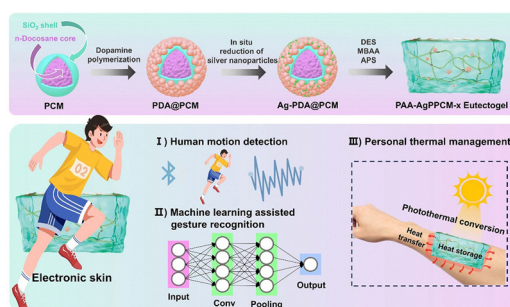 SiO₂ shell
n-Docosane core
PCM
Dopamine
polymerization
PDA@PCM
In situ
reduction of
silver nanoparticles
Ag-PDA@PCM
DES
MBAA
APS
PAA-AgPPCM-x Eutectogel
02
Electronic skin
I ) Human motion detection
II) Machine learning assisted
gesture recognition
Input
Conv
Pooling
Output
III) Personal thermal management
Photothermal conversion
Heat
transfer
Heat storage